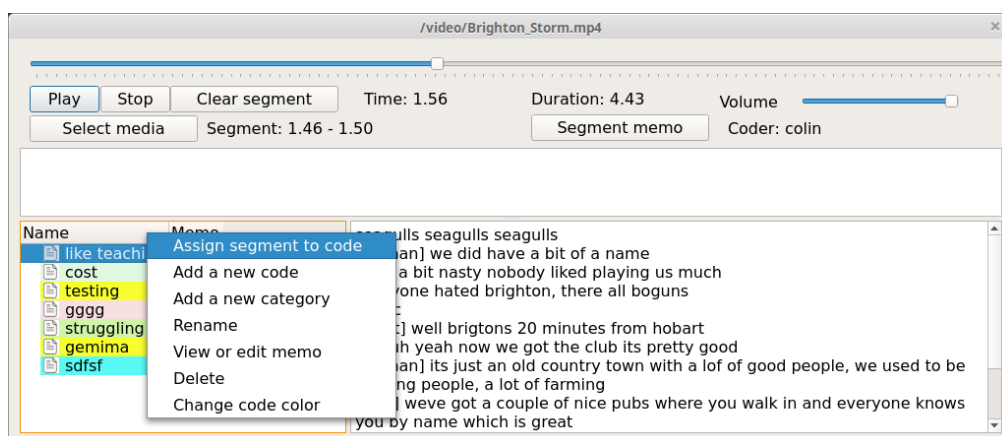 /video/Brighton_Storm.mp4
Play Stop Clear segment Time: 1.56 Duration: 4.43 Volume
Select media Segment: 1.46 - 1.50 Segment memo Coder: colin
Name Memo
like teachi
cost
testing
gggg
struggling
gemima
sdfsf
Assign segment to code
Add a new code
Add a new category
Rename
View or edit memo
Delete
Change code color
seagulls seagulls seagulls
an] we did have a bit of a name
a bit nasty nobody liked playing us much
one hated brighton, there all boguns
c
] well brigtons 20 minutes from hobart
h yeah now we got the club its pretty good
an] its just an old country town with a lof of good people, we used to be
ng people, a lot of farming
] weve got a couple of nice pubs where you walk in and everyone knows
you by name which is great